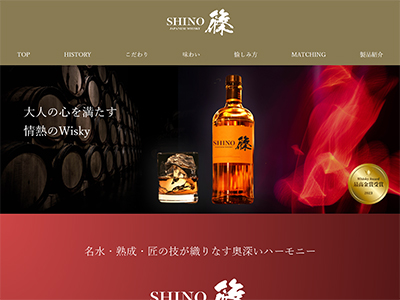 SHINO 篠
JAPANESE WHISKY
TOP HISTORY こだわり 味わい 愉しみ方 MATCHING 製品紹介
大人の心を満たす
情熱のWisky
SHINO 篠
Whisky Award
最高金賞受賞
2023
名水・熟成・匠の技が織りなす奥深いハーモニー
SHINO 篠